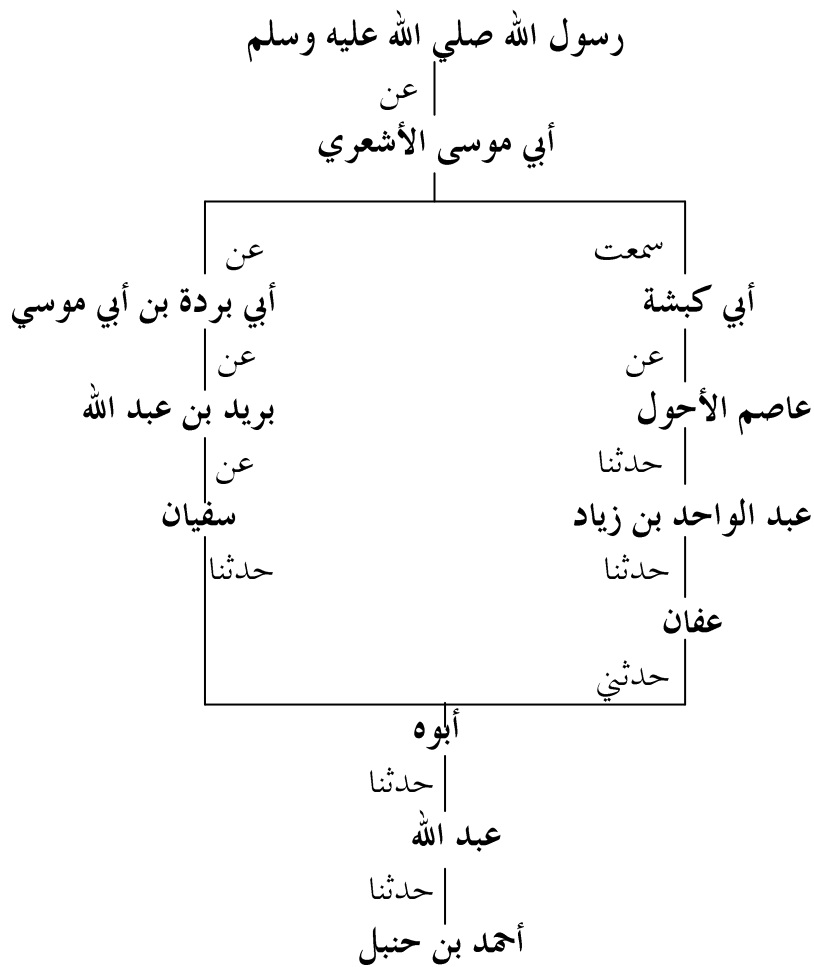 رسول الله صلي الله عليه وسلم
عن
أبي موسى الأشعري
سمعت
عن
أبي كبشة
أبي بردة بن أبي موسي
عن
عن
عاصم الأحول
بريد بن عبد الله
حدثنا
عن
عبد الواحد بن زياد
سفيان
حدثنا
حدثنا
عفان
حدثني
أبوه
حدثنا
عبد الله
حدثنا
أحمد بن حنبل